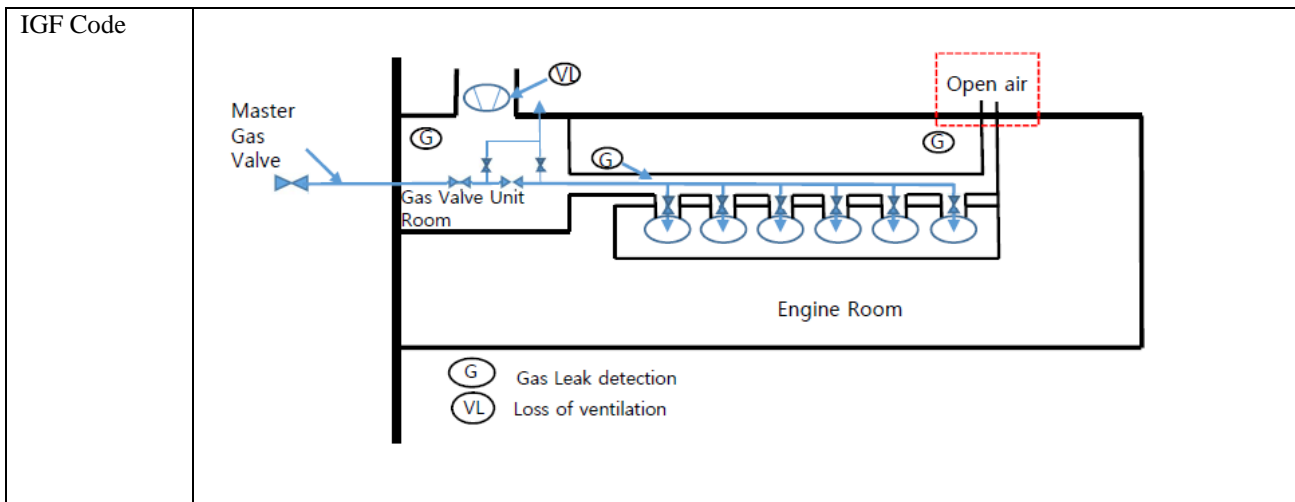 IGF Code
VL
Open air
Master
Gas
Valve
G
G
G
Gas Valve Unit
Room
Engine Room
G Gas Leak detection
VL Loss of ventilation